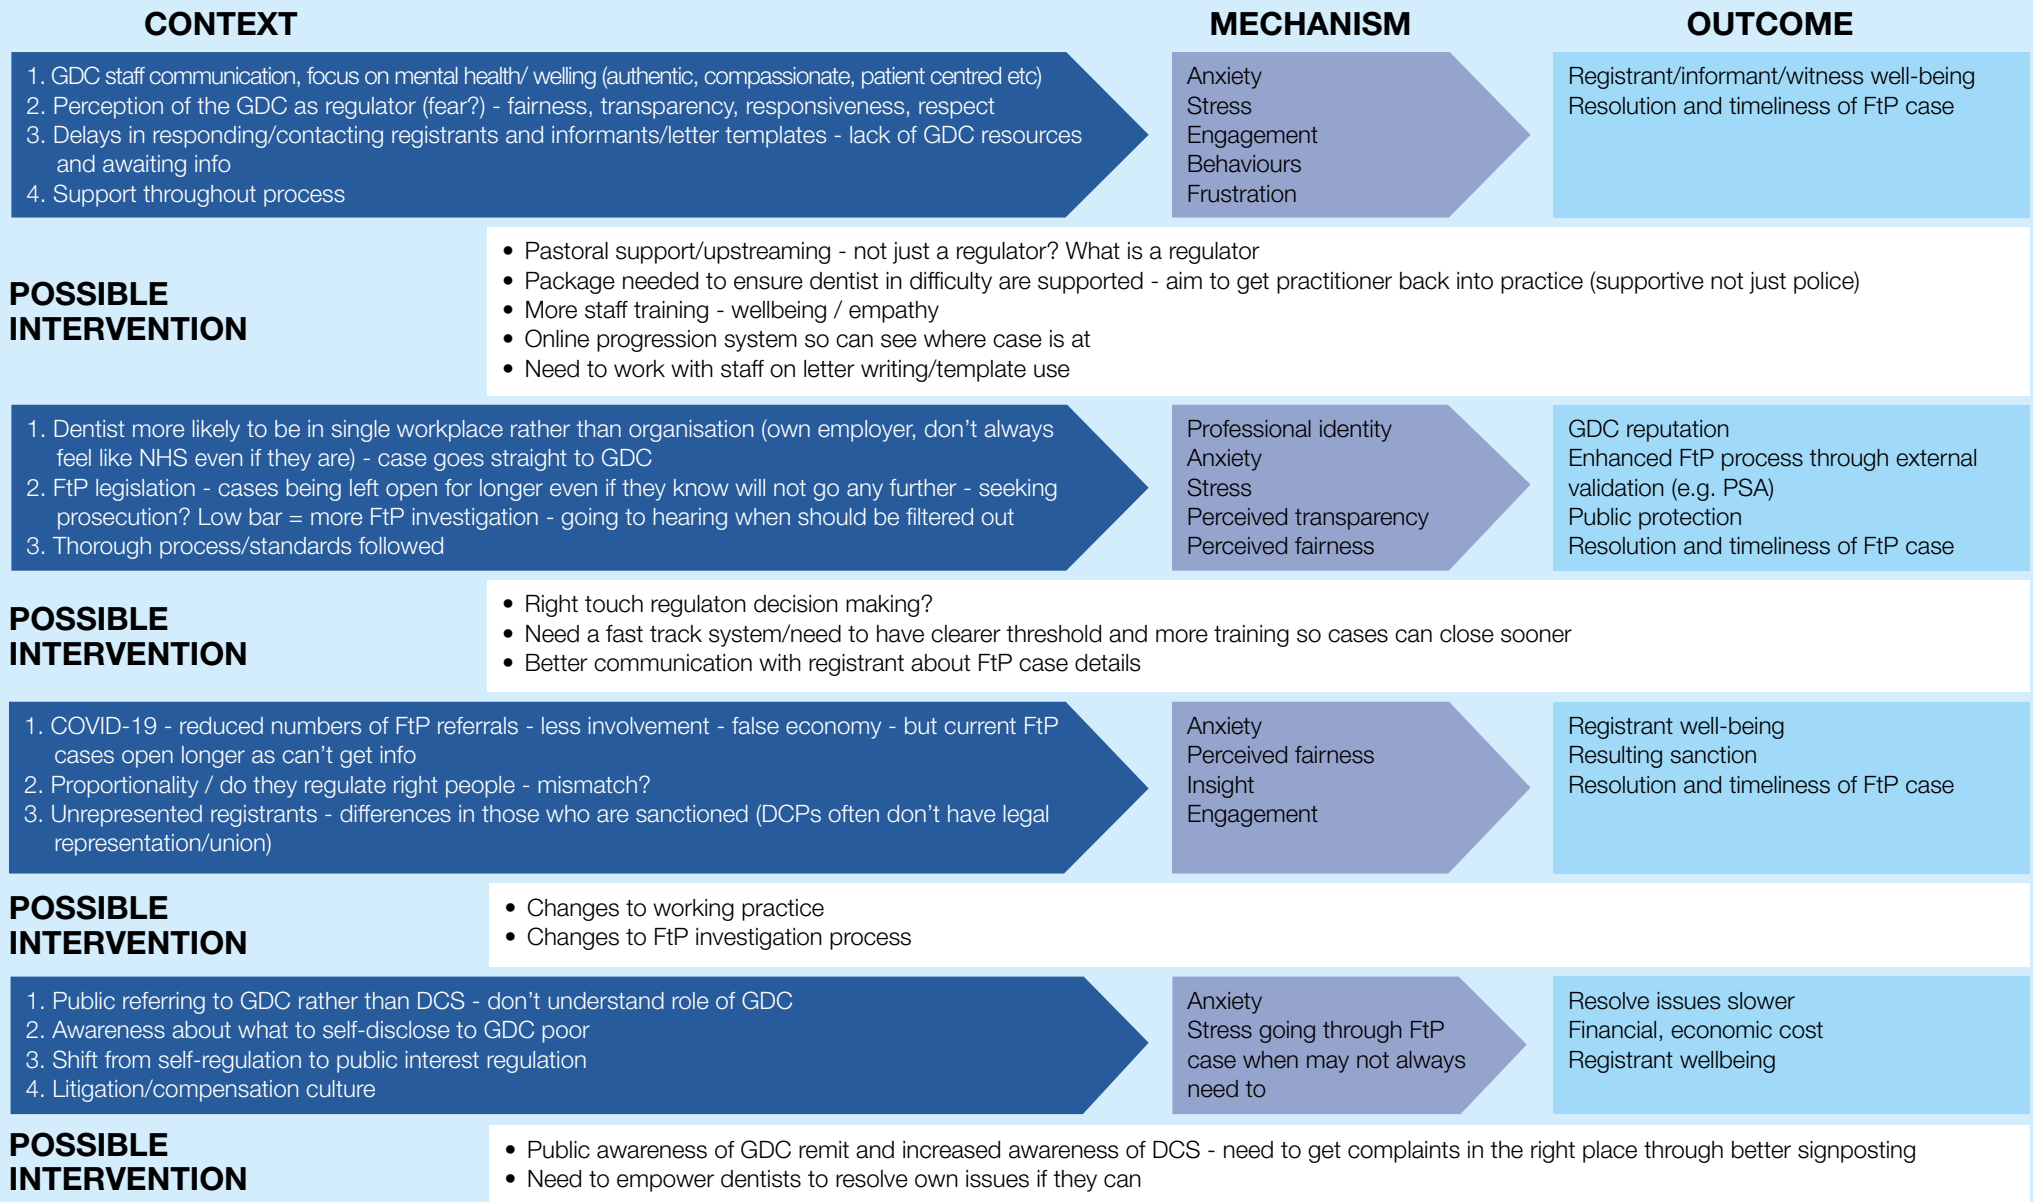 CONTEXT
MECHANISM
OUTCOME
1. GDC staff communication, focus on mental health/ welling (authentic, compassionate, patient centred etc)
2. Perception of the GDC as regulator (fear?) - fairness, transparency, responsiveness, respect
3. Delays in responding/contacting registrants and informants/letter templates - lack of GDC resources
and awaiting info
4. Support throughout process
Anxiety
Stress
Engagement
Behaviours
Frustration
Registrant/informant/witness well-being
Resolution and timeliness of FtP case
POSSIBLE
INTERVENTION
• Pastoral support/upstreaming - not just a regulator? What is a regulator
• Package needed to ensure dentist in difficulty are supported - aim to get practitioner back into practice (supportive not just police)
• More staff training - wellbeing / empathy
• Online progression system so can see where case is at
• Need to work with staff on letter writing/template use
1. Dentist more likely to be in single workplace rather than organisation (own employer, don't always
feel like NHS even if they are) - case goes straight to GDC
2. FtP legislation - cases being left open for longer even if they know will not go any further - seeking
prosecution? Low bar = more FtP investigation - going to hearing when should be filtered out
3. Thorough process/standards followed
Professional identity
Anxiety
Stress
Perceived transparency
Perceived fairness
GDC reputation
Enhanced FtP process through external
validation (e.g. PSA)
Public protection
Resolution and timeliness of FtP case
POSSIBLE
INTERVENTION
• Right touch regulaton decision making?
• Need a fast track system/need to have clearer threshold and more training so cases can close sooner
• Better communication with registrant about FtP case details
1. COVID-19 - reduced numbers of FtP referrals - less involvement - false economy - but current FtP
cases open longer as can't get info
2. Proportionality / do they regulate right people - mismatch?
3. Unrepresented registrants - differences in those who are sanctioned (DCPs often don't have legal
representation/union)
Anxiety
Perceived fairness
Insight
Engagement
Registrant well-being
Resulting sanction
Resolution and timeliness of FtP case
POSSIBLE
INTERVENTION
• Changes to working practice
• Changes to FtP investigation process
1. Public referring to GDC rather than DCS - don't understand role of GDC
2. Awareness about what to self-disclose to GDC poor
3. Shift from self-regulation to public interest regulation
4. Litigation/compensation culture
Anxiety
Stress going through FtP
case when may not always
need to
Resolve issues slower
Financial, economic cost
Registrant wellbeing
POSSIBLE
INTERVENTION
• Public awareness of GDC remit and increased awareness of DCS - need to get complaints in the right place through better signposting
• Need to empower dentists to resolve own issues if they can